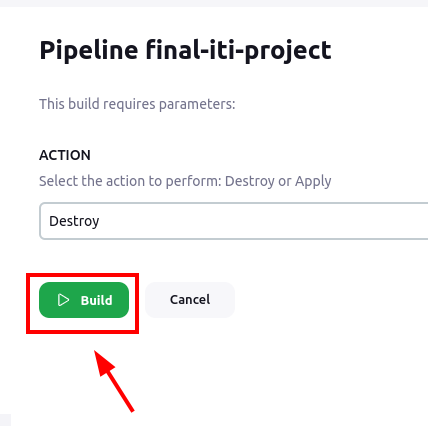 Pipeline final-iti-project
This build requires parameters:
ACTION
Select the action to perform: Destroy or Apply
Destroy
Build
Cancel